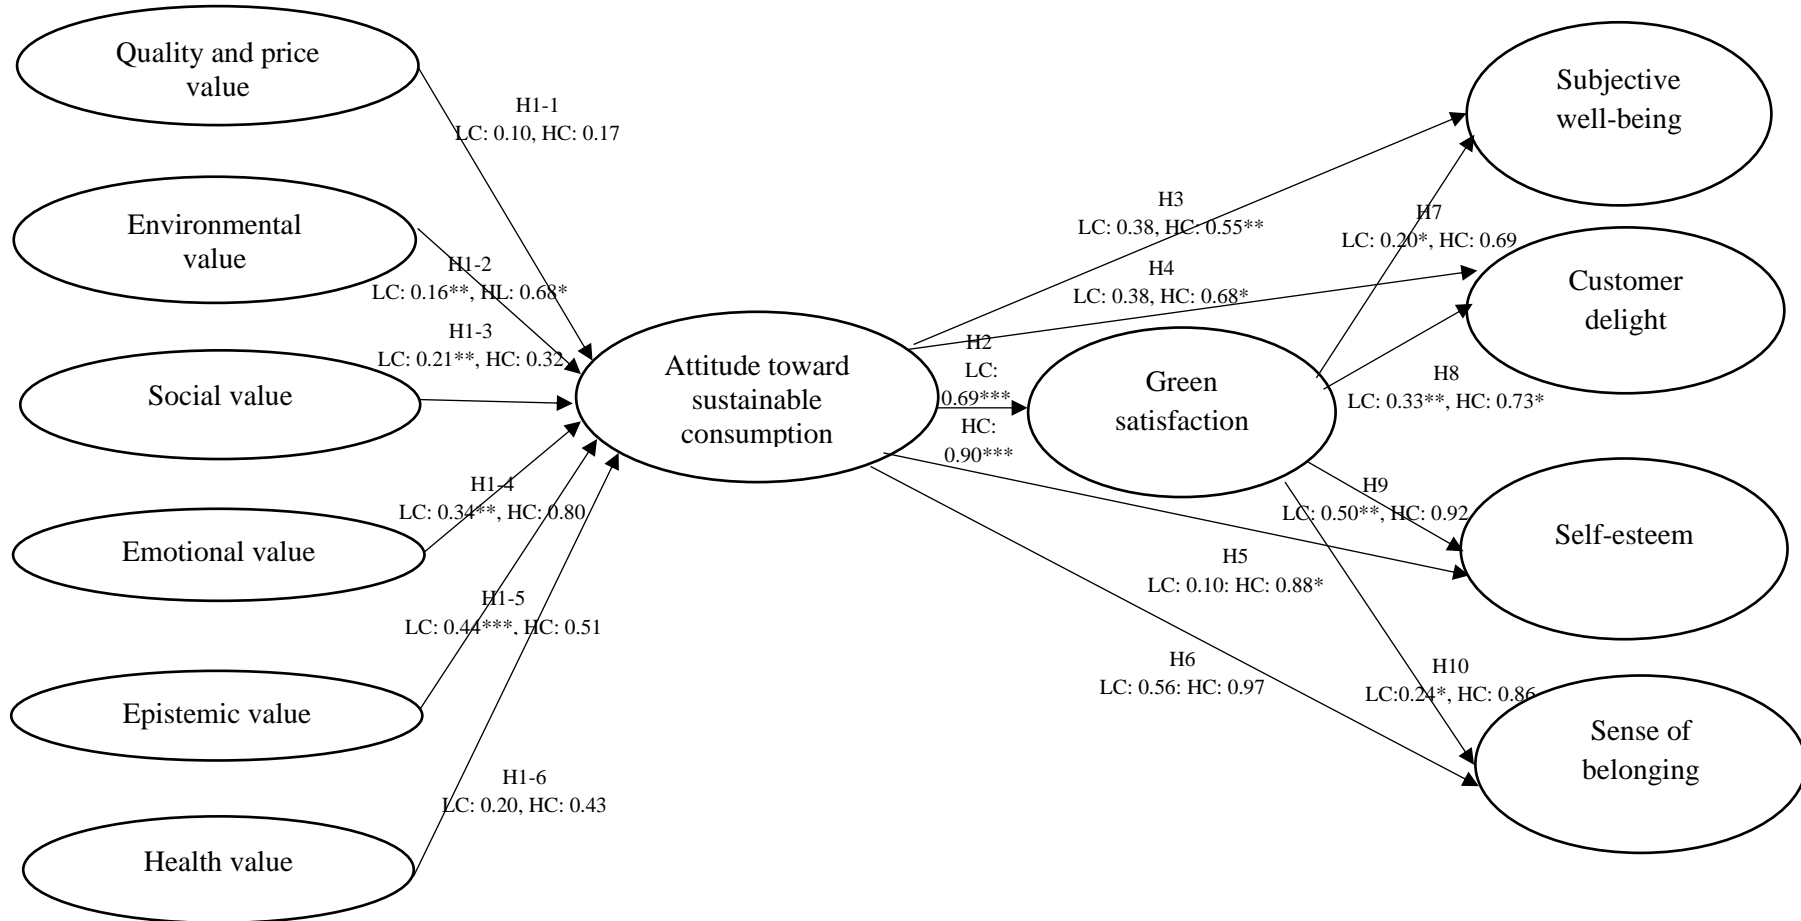 Quality and price
value
H1-1
LC: 0.10, HC: 0.17
Environmental
value
H1-2
LC: 0.16**, HL: 0.68*
H1-3
LC: 0.21**, HC: 0.32
Social value
H1-4
LC: 0.34**, HC: 0.80
Emotional value
H1-5
LC: 0.44***, HC: 0.51
Epistemic value
H1-6
LC: 0.20, HC: 0.43
Health value
Attitude toward
sustainable
consumption
H2
LC:
0.69***
HC:
0.90***
Green
satisfaction
H3
LC: 0.38, HC: 0.55**
H4
LC: 0.38, HC: 0.68*
H5
LC: 0.10: HC: 0.88*
H6
LC: 0.56: HC: 0.97
H7
LC: 0.20*, HC: 0.69
H8
LC: 0.33**, HC: 0.73*
H9
LC: 0.50**, HC: 0.92
H10
LC:0.24*, HC: 0.86
Subjective
well-being
Customer
delight
Self-esteem
Sense of
belonging